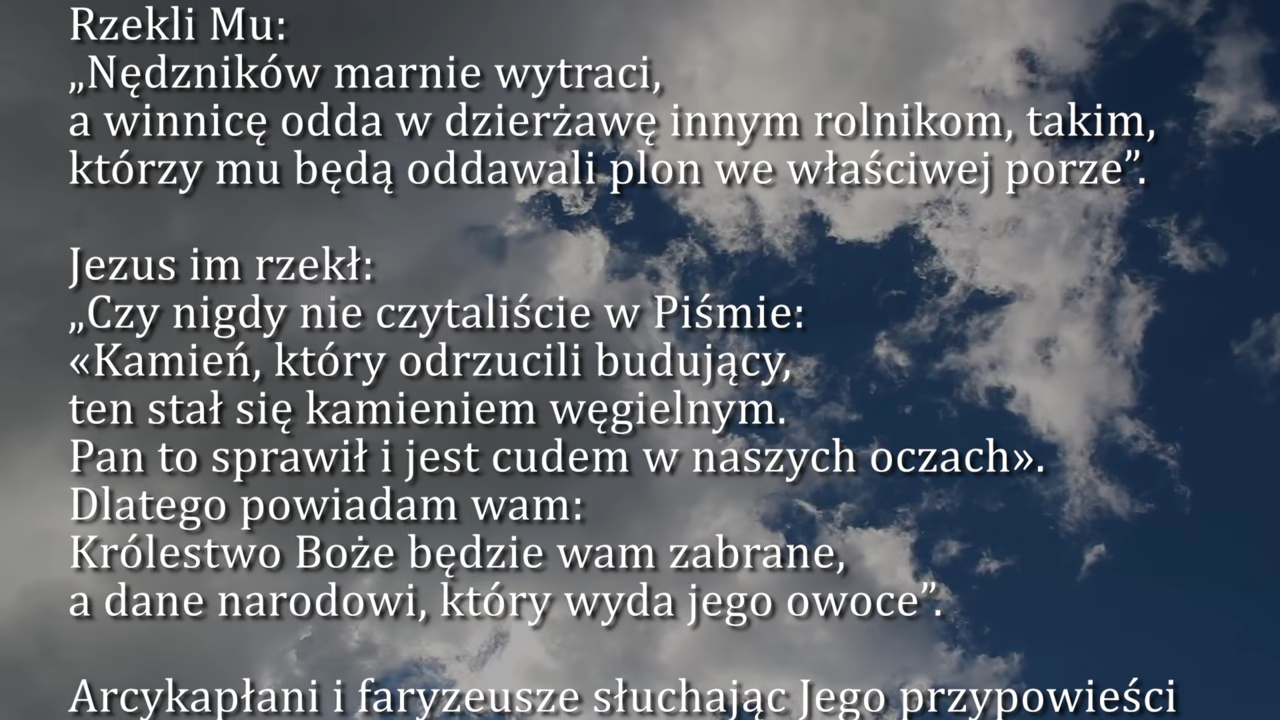 Rzekli Mu:
„Nędzników marnie wytraci,
a winnicę odda w dzierżawę innym rolnikom, takim,
którzy mu będą oddawali plon we właściwej porze”.
Jezus im rzekł:
„Czy nigdy nie czytaliście w Piśmie:
«Kamień, który odrzucili budujący,
ten stał się kamieniem węgielnym.
Pan to sprawił i jest cudem w naszych oczach».
Dlatego powiadam wam:
Królestwo Boże będzie wam zabrane,
a dane narodowi, który wyda jego owoce”.
Arcykapłani i faryzeusze słuchając Jego przypowieści